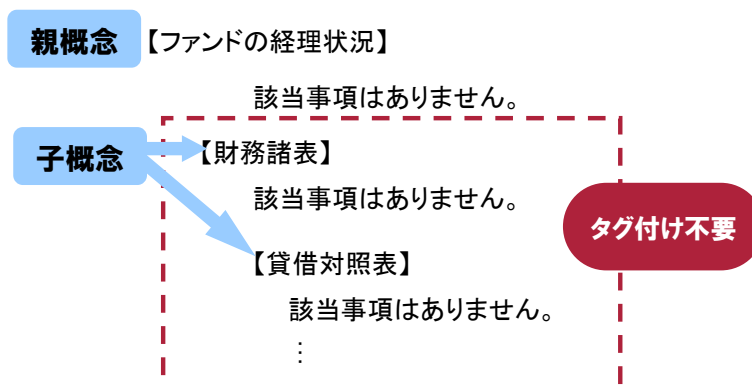 親概念 【ファンドの経理状況】
該当事項はありません。
子概念 【財務諸表】
該当事項はありません。
タグ付け不要
【貸借対照表】
該当事項はありません。
⋮